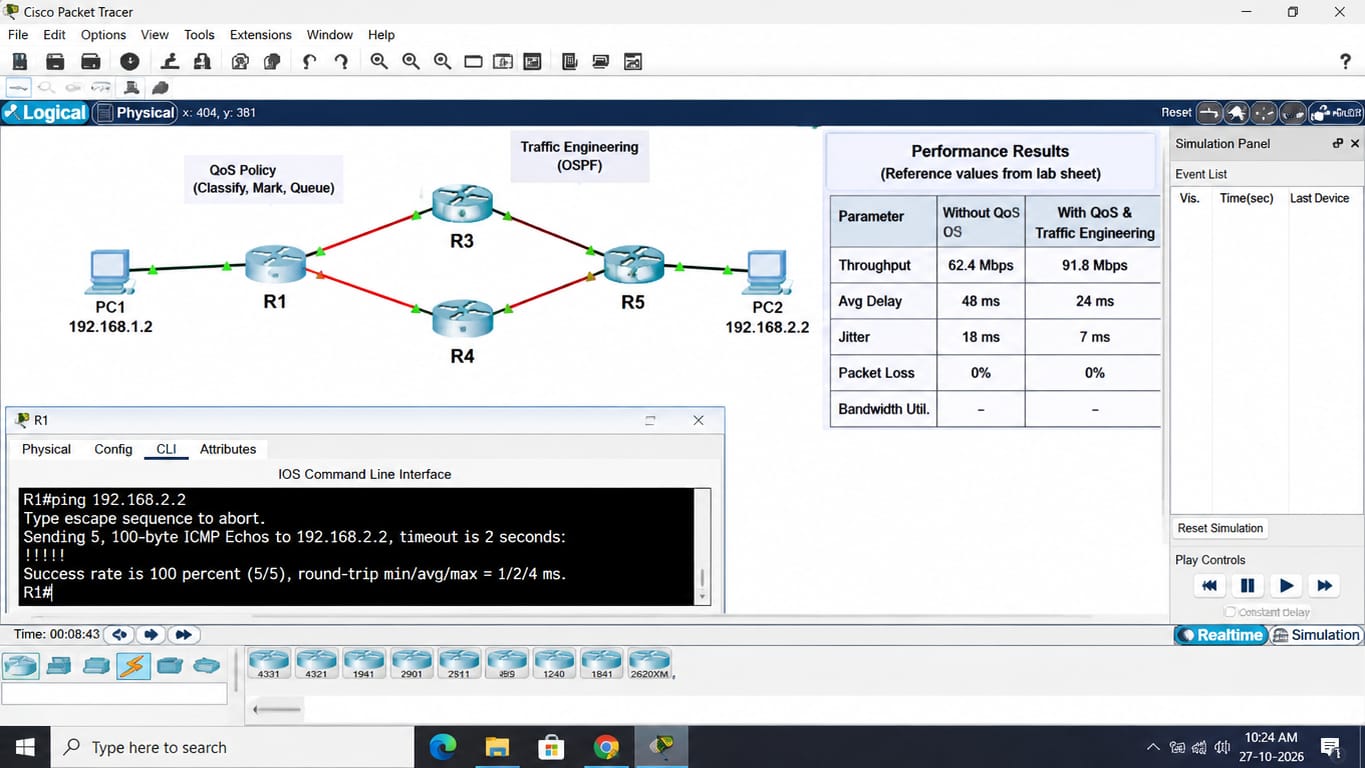 Cisco Packet Tracer
File Edit Options View Tools Extensions Window Help
?
Logical Physical x: 404, y: 381
Reset
QoS Policy
(Classify, Mark, Queue)
Traffic Engineering
(OSPF)
R3
R1
R5
R4
PC1
192.168.1.2
PC2
192.168.2.2
Performance Results
(Reference values from lab sheet)
Parameter Without QoS OS With QoS & Traffic Engineering
Throughput 62.4 Mbps 91.8 Mbps
Avg Delay 48 ms 24 ms
Jitter 18 ms 7 ms
Packet Loss 0% 0%
Bandwidth Util. – –
Simulation Panel
Event List
Vis. Time(sec) Last Device
Reset Simulation
Play Controls
Constant Delay
R1
Physical Config CLI Attributes
IOS Command Line Interface
R1#ping 192.168.2.2
Type escape sequence to abort.
Sending 5, 100-byte ICMP Echos to 192.168.2.2, timeout is 2 seconds:
!!!!!
Success rate is 100 percent (5/5), round-trip min/avg/max = 1/2/4 ms.
R1#
Time: 00:08:43
Realtime Simulation
4331 4321 1941 2901 2511 1240 1841 2620XM
Type here to search
10:24 AM
27-10-2026